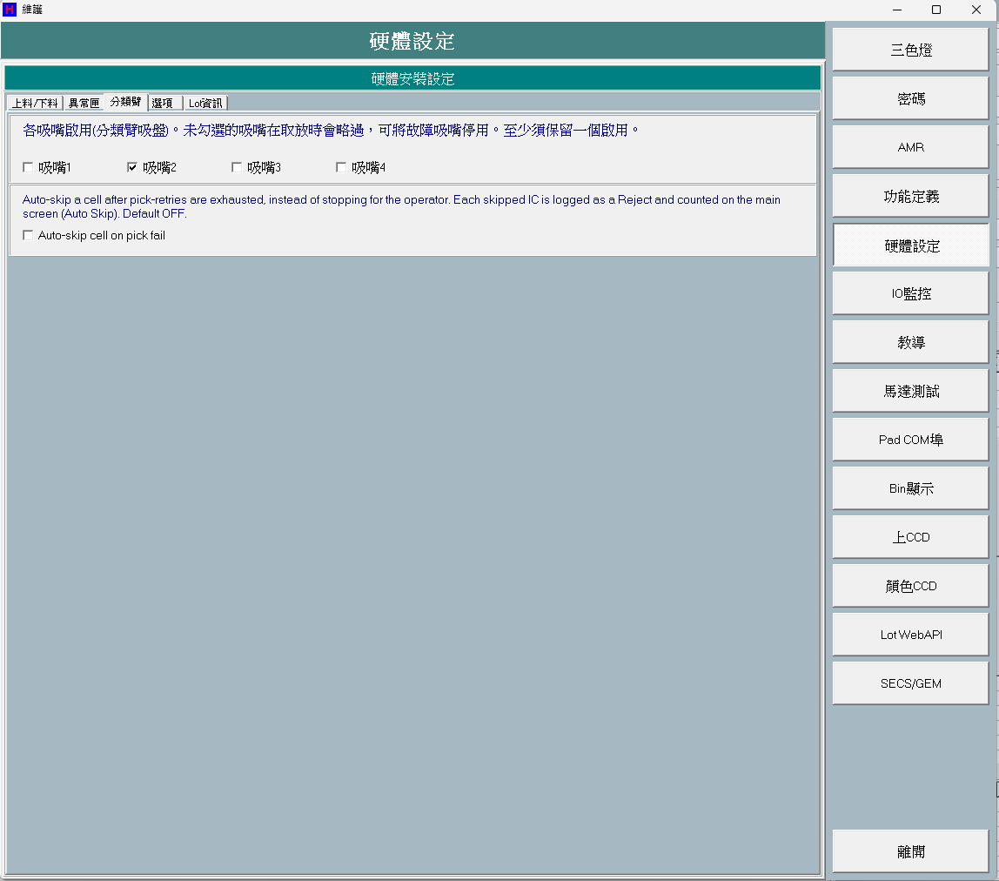 維護
硬體設定
硬體安裝設定
上料/下料
異常匣
分類臂
選項
Lot資訊
各吸嘴啟用(分類臂吸盤)。未勾選的吸嘴在取放時會略過，可將故障吸嘴停用。至少須保留一個啟用。
吸嘴1
吸嘴2
吸嘴3
吸嘴4
Auto-skip a cell after pick-retries are exhausted, instead of stopping for the operator. Each skipped IC is logged as a Reject and counted on the main
screen (Auto Skip). Default OFF.
Auto-skip cell on pick fail
三色燈
密碼
AMR
功能定義
硬體設定
IO監控
教導
馬達測試
Pad COM埠
Bin顯示
上CCD
顏色CCD
Lot WebAPI
SECS/GEM
離開